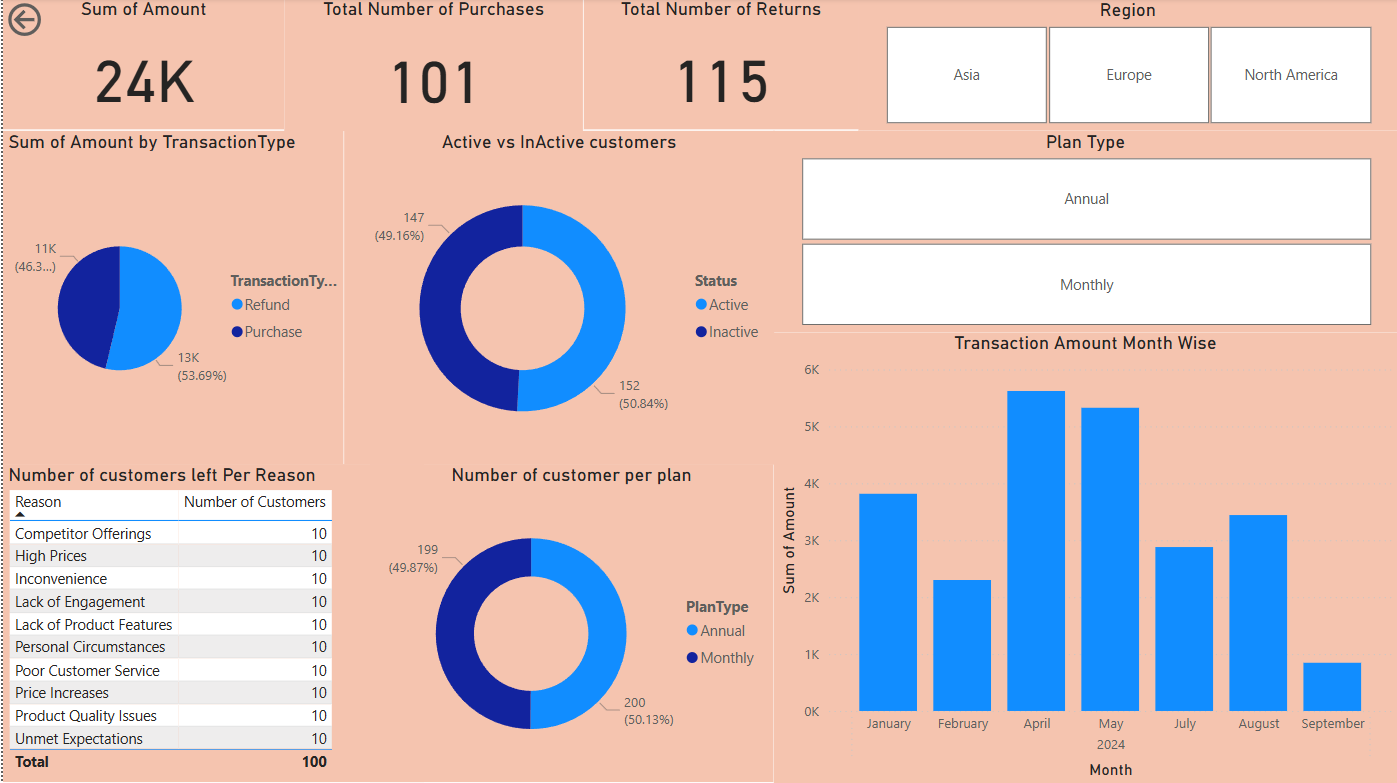 Sum of Amount
24K
Total Number of Purchases
101
Total Number of Returns
115
Region
Asia
Europe
North America
Sum of Amount by TransactionType
11K
(46.3...)
13K
(53.69%)
TransactionTy...
Refund
Purchase
Active vs InActive customers
147
(49.16%)
152
(50.84%)
Status
Active
Inactive
Plan Type
Annual
Monthly
Number of customers left Per Reason
Reason Number of Customers
Competitor Offerings 10
High Prices 10
Inconvenience 10
Lack of Engagement 10
Lack of Product Features 10
Personal Circumstances 10
Poor Customer Service 10
Price Increases 10
Product Quality Issues 10
Unmet Expectations 10
Total 100
Number of customer per plan
199
(49.87%)
200
(50.13%)
PlanType
Annual
Monthly
Transaction Amount Month Wise
Sum of Amount
6K
5K
4K
3K
2K
1K
0K
January February April May July August September
2024
Month